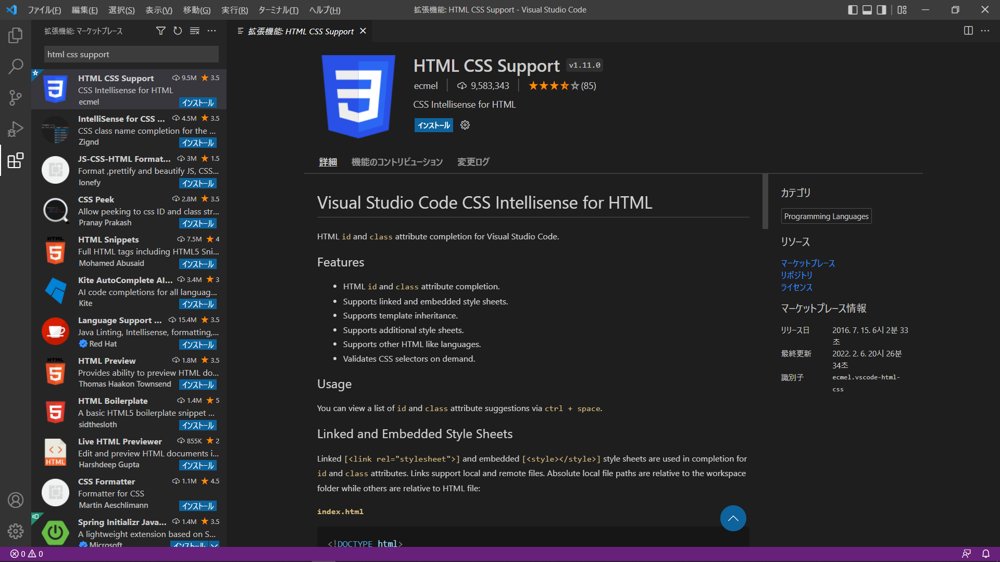 ファイル(F) 編集(E) 選択(S) 表示(V) 移動(G) 実行(R) ターミナル(T) ヘルプ(H)
拡張機能: HTML CSS Support - Visual Studio Code
拡張機能: マーケットプレース
html css support
HTML CSS Support 9.5M 3.5
CSS Intellisense for HTML
ecmel インストール
IntelliSense for CSS ... 4.5M 3.5
CSS class name completion for the ...
Zignd インストール
JS-CSS-HTML Format... 3M 1.5
Format ,prettify and beautify JS, CSS...
lonefy インストール
CSS Peek 2.8M 3.5
Allow peeking to css ID and class str...
Pranay Prakash インストール
HTML Snippets 7.5M 4
Full HTML tags including HTML5 Sni...
Mohamed Abusaid インストール
Kite AutoComplete AI... 3.4M 3
AI code completions for all languag...
Kite インストール
Language Support ... 15.4M 3.5
Java Linting, Intellisense, formatting,...
Red Hat インストール
HTML Preview 1.8M 3.5
Provides ability to preview HTML do...
Thomas Haakon Townsend インストール
HTML Boilerplate 1.4M 5
A basic HTML5 boilerplate snippet ...
sidthesloth インストール
HTML
Live HTML Previewer 855K 2
Edit and preview HTML documents i...
Harshdeep Gupta インストール
CSS Formatter 1.1M 4.5
Formatter for CSS
Martin Aeschlimann インストール
Spring Initializr Java... 1.4M 3.5
A lightweight extension based on S...
Microsoft インストール
拡張機能: HTML CSS Support
HTML CSS Support v1.11.0
ecmel 9,583,343 (85)
CSS Intellisense for HTML
インストール
詳細 機能のコントリビューション 変更ログ
Visual Studio Code CSS Intellisense for HTML
HTML id and class attribute completion for Visual Studio Code.
Features
• HTML id and class attribute completion.
• Supports linked and embedded style sheets.
• Supports template inheritance.
• Supports additional style sheets.
• Supports other HTML like languages.
• Validates CSS selectors on demand.
Usage
You can view a list of id and class attribute suggestions via ctrl + space.
Linked and Embedded Style Sheets
Linked [<link rel="stylesheet">] and embedded [<style></style>] style sheets are used in completion for
id and class attributes. Links support local and remote files. Absolute local file paths are relative to the workspace
folder while others are relative to HTML file:
index.html
<!DOCTYPE html>
カテゴリ
Programming Languages
リソース
マーケットプレース
リポジトリ
ライセンス
マーケットプレース情報
リリース日 2016. 7. 15. 6시 2분 33
초
最終更新 2022. 2. 6. 20시 26분
34초
識別子 ecmel.vscode-html-
css
0 0